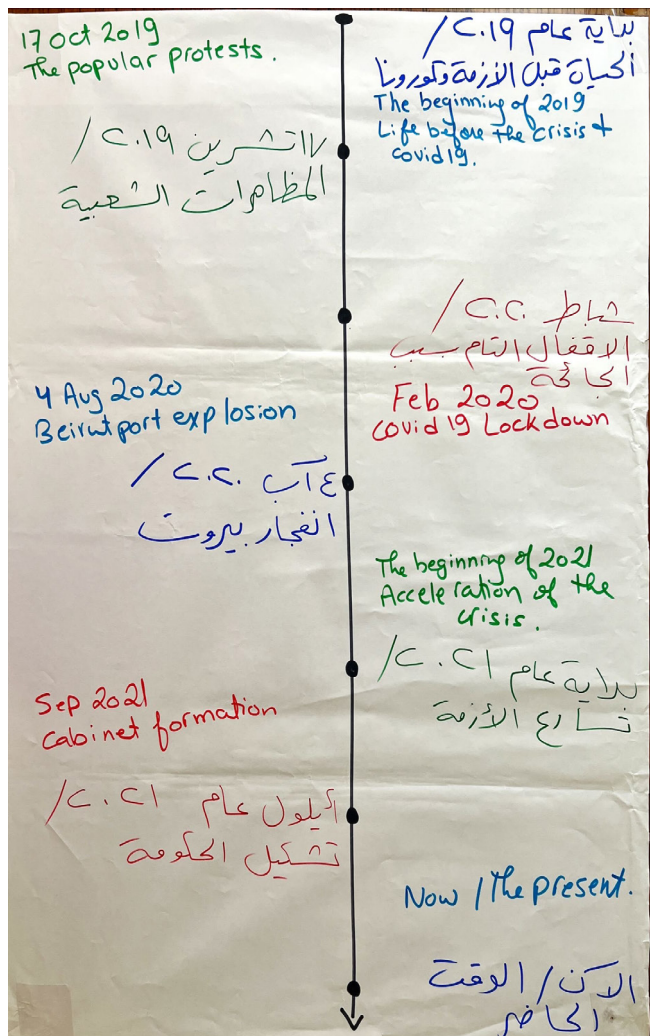 بداية عام ٢٠١٩/
الحياة قبل الأزمة وكورونا
The beginning of 2019
Life before the crisis +
covid19.
17 Oct 2019
The popular protests.
١٧ تشرين ٢٠١٩/
المظاهرات الشعبية
شباط ٢٠٢٠/
الاقفال التام بسبب
الجائحة
Feb 2020
Covid 19 Lockdown
4 Aug 2020
Beirut port explosion
٤ آب ٢٠٢٠/
انفجار بيروت
The beginning of 2021
Acceleration of the
crisis.
بداية عام ٢٠٢١/
تسارع الأزمة
Sep 2021
Cabinet formation
أيلول عام ٢٠٢١/
تشكيل الحكومة
Now / the present.
الآن/ الوقت
الحاضر